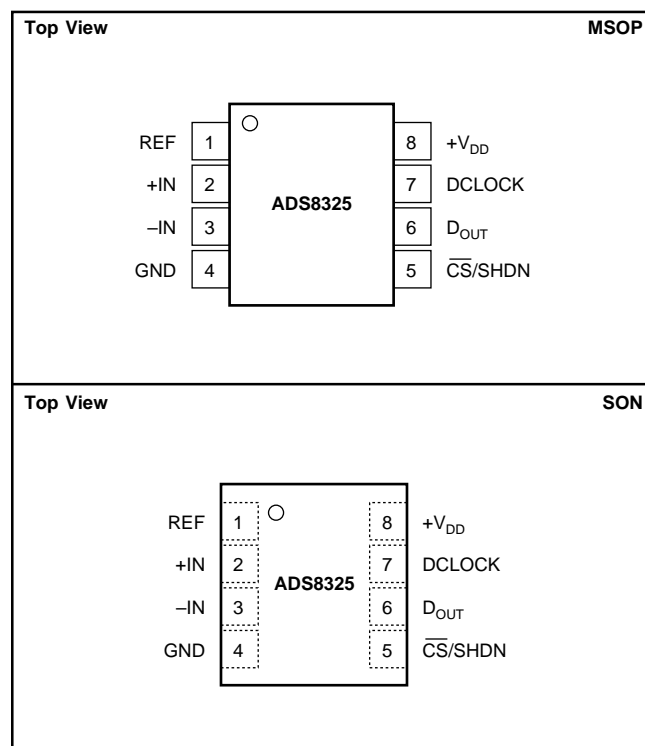 Top View MSOP
REF 1 8 +VDD
+IN 2 7 DCLOCK
ADS8325
–IN 3 6 DOUT
GND 4 5 CS/SHDN
Top View SON
REF 1 8 +VDD
+IN 2 7 DCLOCK
ADS8325
–IN 3 6 DOUT
GND 4 5 CS/SHDN